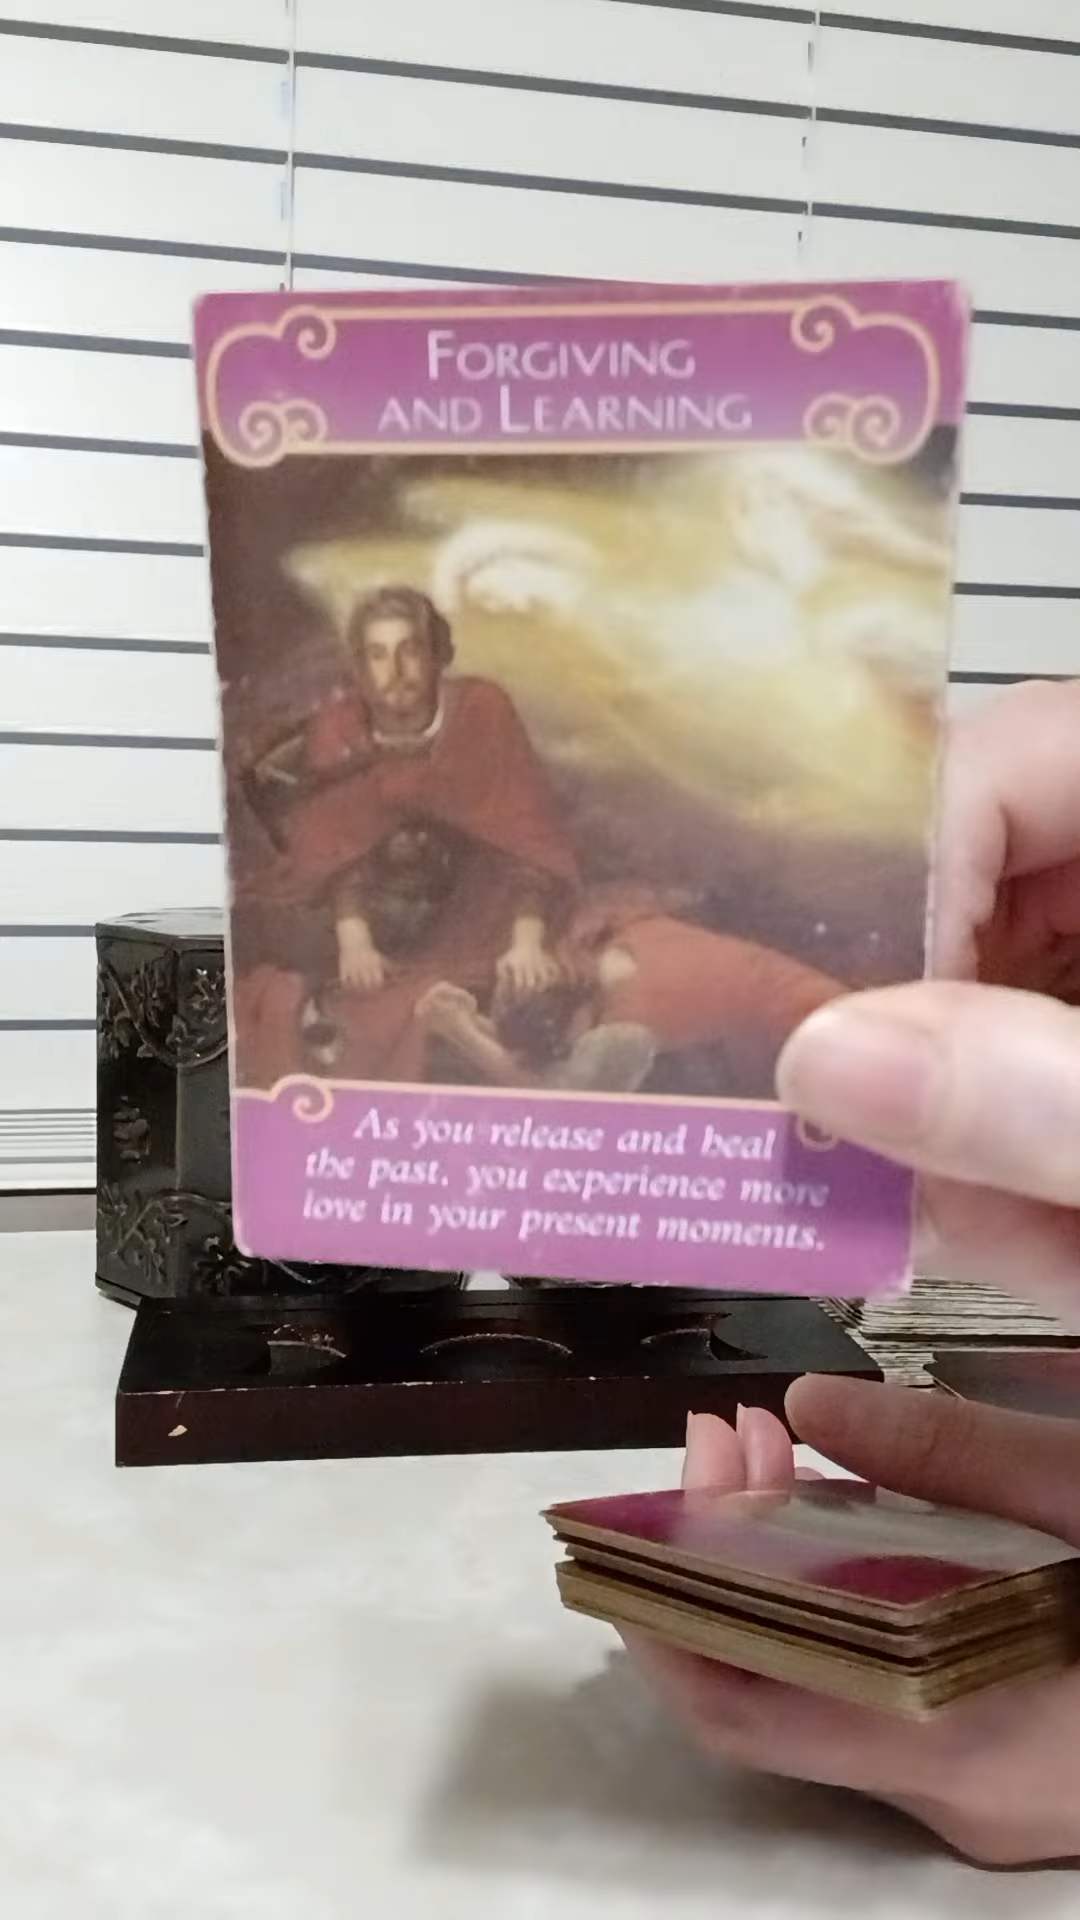 FORGIVING
AND LEARNING
As you release and heal
the past, you experience more
love in your present moments.